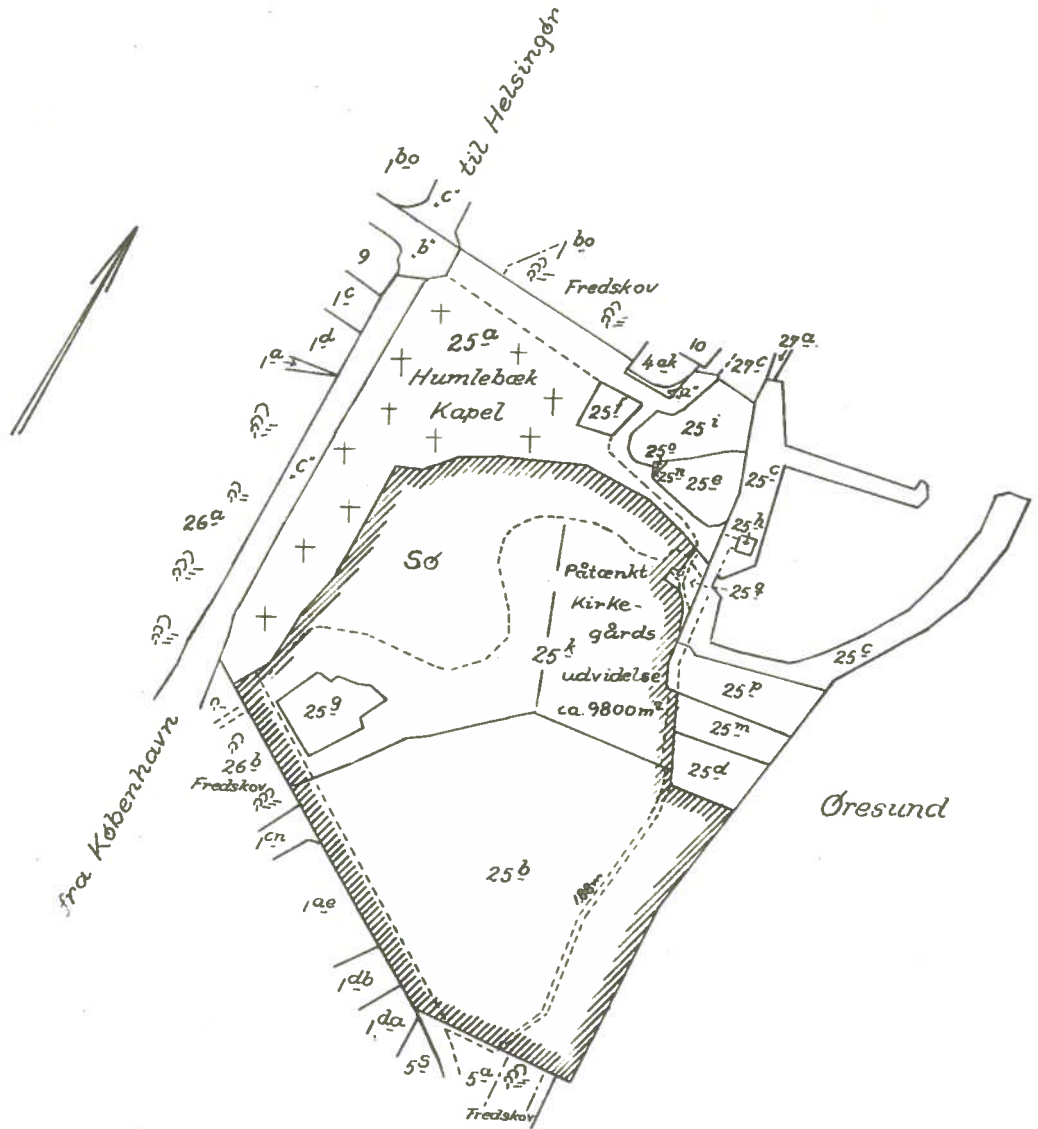 til Helsingør
1bo
"c"
"b"
9
1c
1d
1a
1bo
Fredskov
25a
Humlebæk
Kapel
4ak
10
27c
27a
"a"
25f
25i
25o
25n
25e
25c
25h
25q
"C"
26a
Sø
Påtænkt
Kirke-
gårds
udvidelse
ca. 9800m²
25k
25c
25p
25m
25d
25g
26b
Fredskov
fra København
Øresund
1cn
25b
188m
1ae
1db
1da
5s
5a
Fredskov